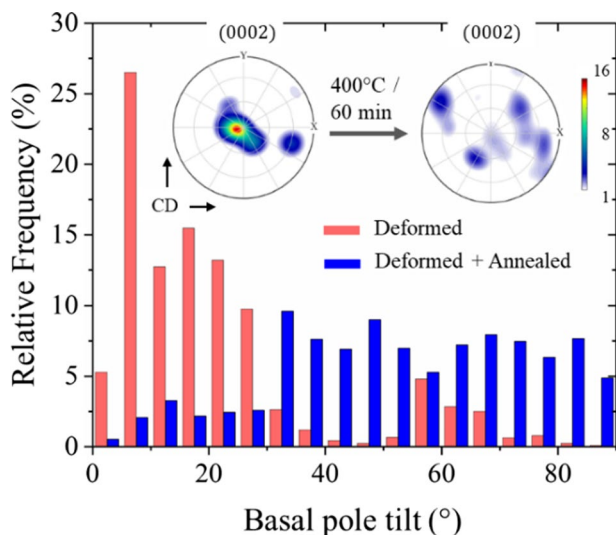 30
25
20
15
10
5
0
Relative Frequency (%)
(0002)
(0002)
Y
X
400°C /
60 min
X
CD
16
8
1
Deformed
Deformed + Annealed
0
20
40
60
80
Basal pole tilt (°)